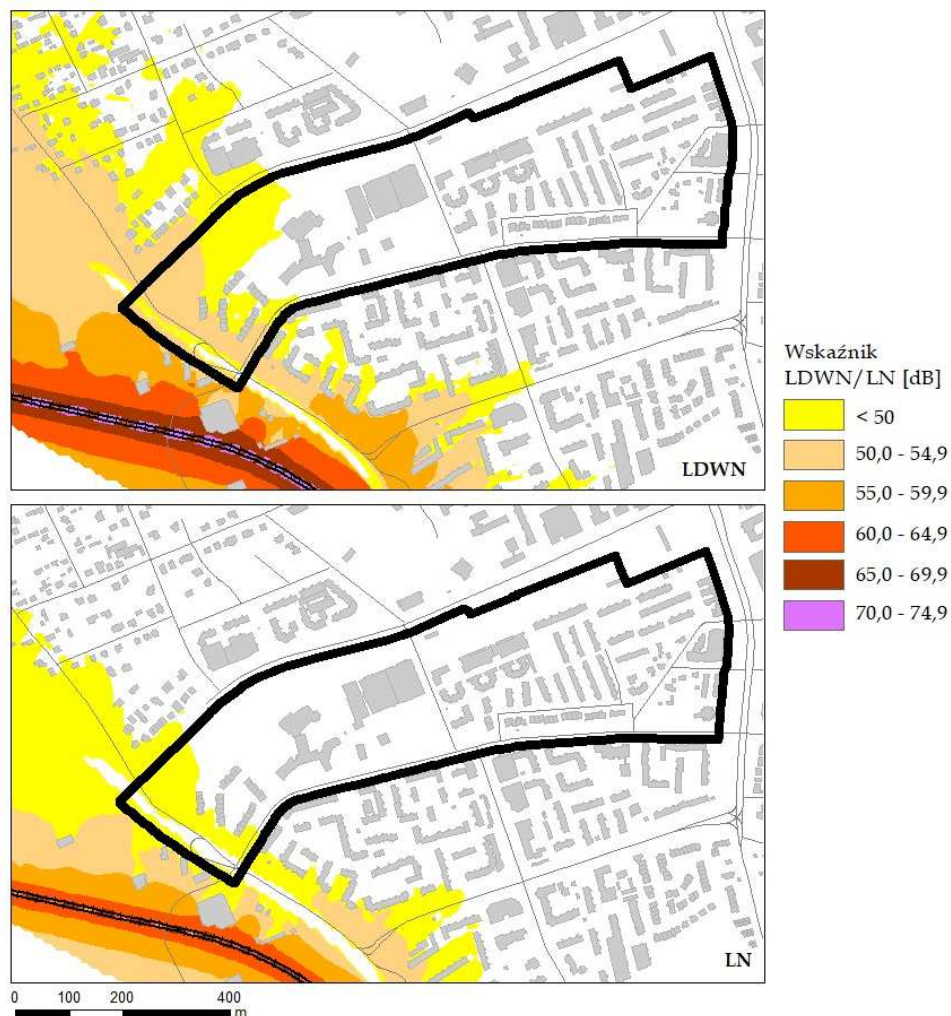 LDWN
Wskaźnik
LDWN/LN [dB]
< 50
50,0 - 54,9
55,0 - 59,9
60,0 - 64,9
65,0 - 69,9
70,0 - 74,9
LN
0 100 200 400
m